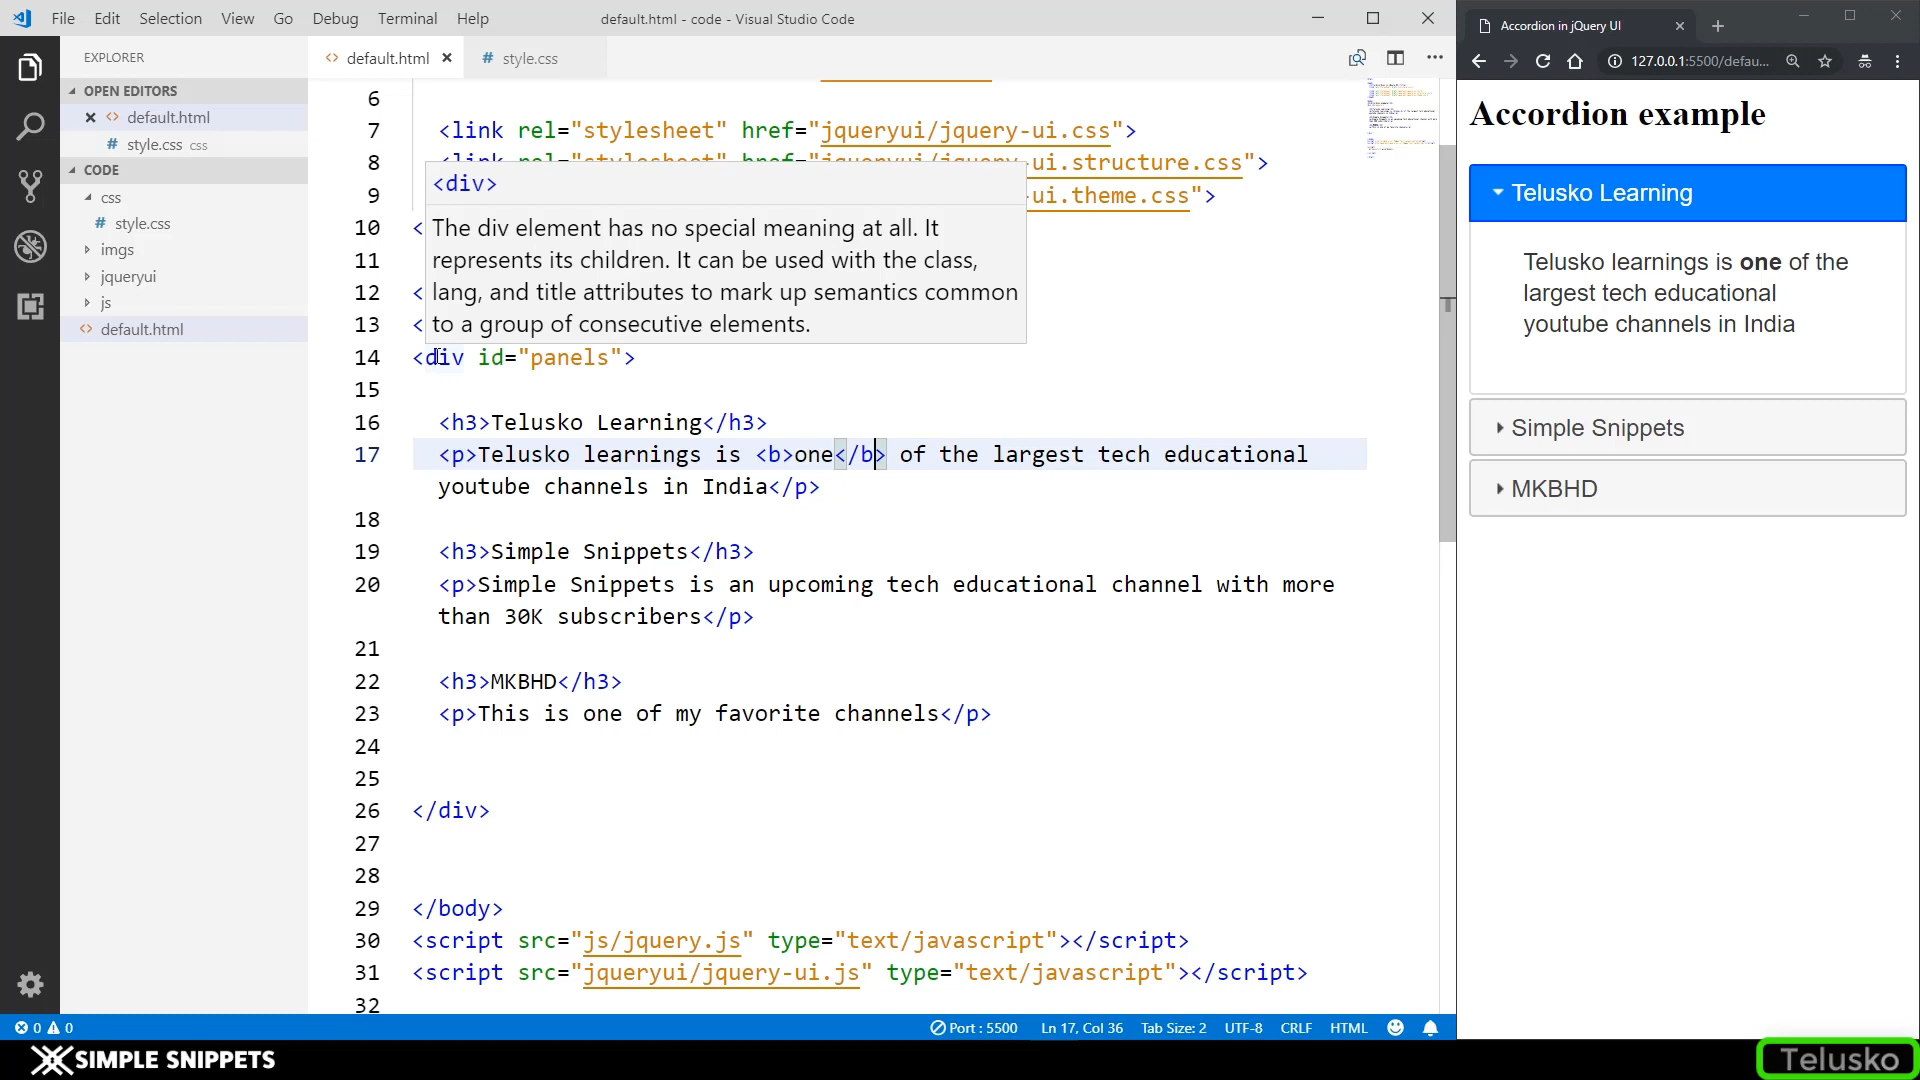 File Edit Selection View Go Debug Terminal Help
default.html - code - Visual Studio Code
EXPLORER
OPEN EDITORS
default.html
style.css css
CODE
css
style.css
imgs
jqueryui
js
default.html
default.html
style.css
6
7 <link rel="stylesheet" href="jqueryui/jquery-ui.css">
8 <link rel="stylesheet" href="jqueryui/jquery-ui.structure.css">
9 ui.theme.css">
10 <
11
12 <
13 <
<div>
The div element has no special meaning at all. It
represents its children. It can be used with the class,
lang, and title attributes to mark up semantics common
to a group of consecutive elements.
14 <div id="panels">
15
16 <h3>Telusko Learning</h3>
17 <p>Telusko learnings is <b>one</b> of the largest tech educational
youtube channels in India</p>
18
19 <h3>Simple Snippets</h3>
20 <p>Simple Snippets is an upcoming tech educational channel with more
than 30K subscribers</p>
21
22 <h3>MKBHD</h3>
23 <p>This is one of my favorite channels</p>
24
25
26 </div>
27
28
29 </body>
30 <script src="js/jquery.js" type="text/javascript"></script>
31 <script src="jqueryui/jquery-ui.js" type="text/javascript"></script>
32
0 0
Port : 5500 Ln 17, Col 36 Tab Size: 2 UTF-8 CRLF HTML
Accordion in jQuery UI
127.0.0.1:5500/defau...
Accordion example
Telusko Learning
Telusko learnings is one of the
largest tech educational
youtube channels in India
Simple Snippets
MKBHD
SIMPLE SNIPPETS
Telusko